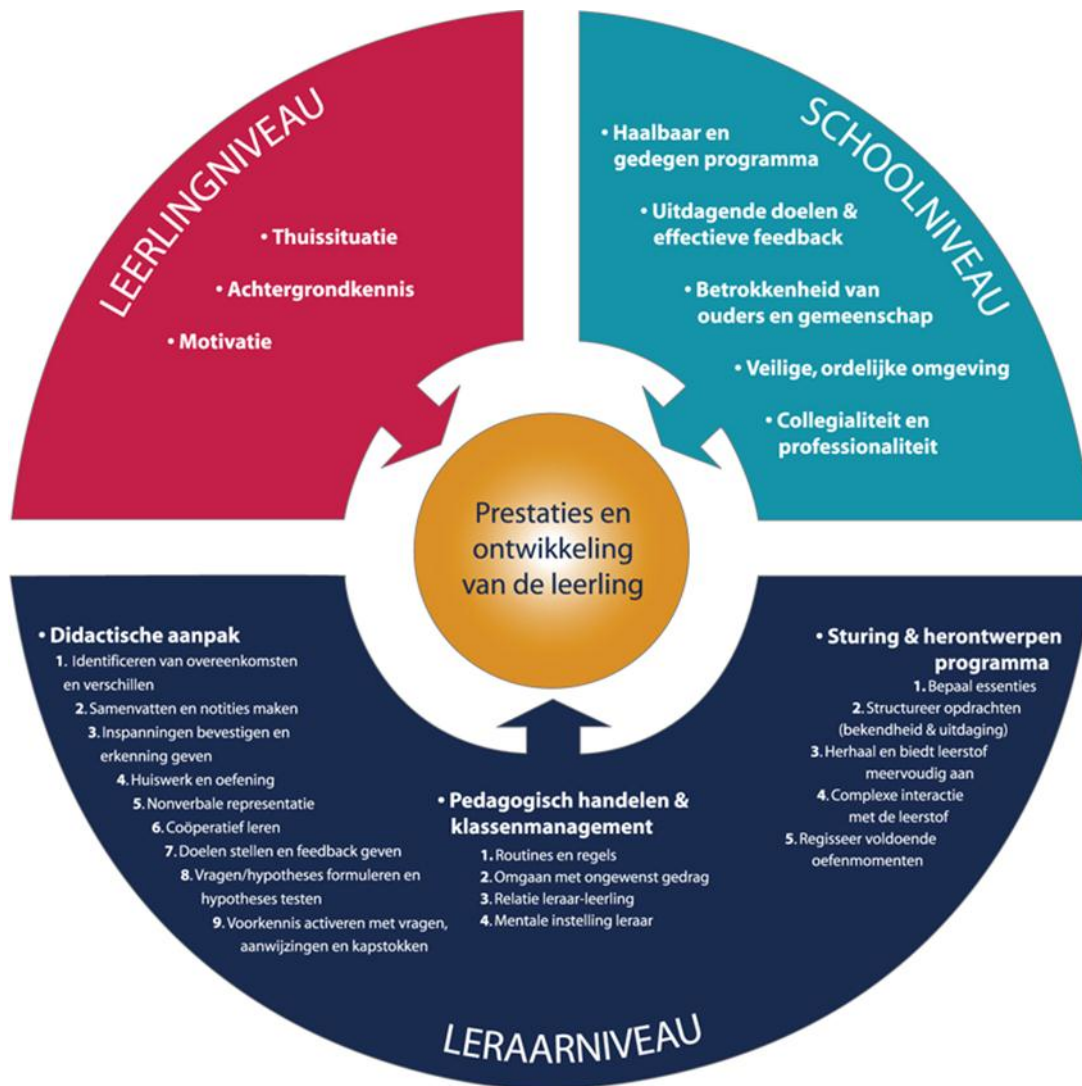 LEERLINGNIVEAU
• Thuissituatie
• Achtergrondkennis
• Motivatie
SCHOOLNIVEAU
• Haalbaar en
gedegen programma
• Uitdagende doelen &
effectieve feedback
• Betrokkenheid van
ouders en gemeenschap
• Veilige, ordelijke omgeving
• Collegialiteit en
professionaliteit
Prestaties en
ontwikkeling
van de leerling
• Didactische aanpak
1. Identificeren van overeenkomsten
en verschillen
2. Samenvatten en notities maken
3. Inspanningen bevestigen en
erkenning geven
4. Huiswerk en oefening
5. Nonverbale representatie
6. Coöperatief leren
7. Doelen stellen en feedback geven
8. Vragen/hypotheses formuleren en
hypotheses testen
9. Voorkennis activeren met vragen,
aanwijzingen en kapstokken
• Pedagogisch handelen &
klassenmanagement
1. Routines en regels
2. Omgaan met ongewenst gedrag
3. Relatie leraar-leerling
4. Mentale instelling leraar
• Sturing & herontwerpen
programma
1. Bepaal essenties
2. Structureer opdrachten
(bekendheid & uitdaging)
3. Herhaal en biedt leerstof
meervoudig aan
4. Complexe interactie
met de leerstof
5. Regisseer voldoende
oefenmomenten
LERAARNIVEAU